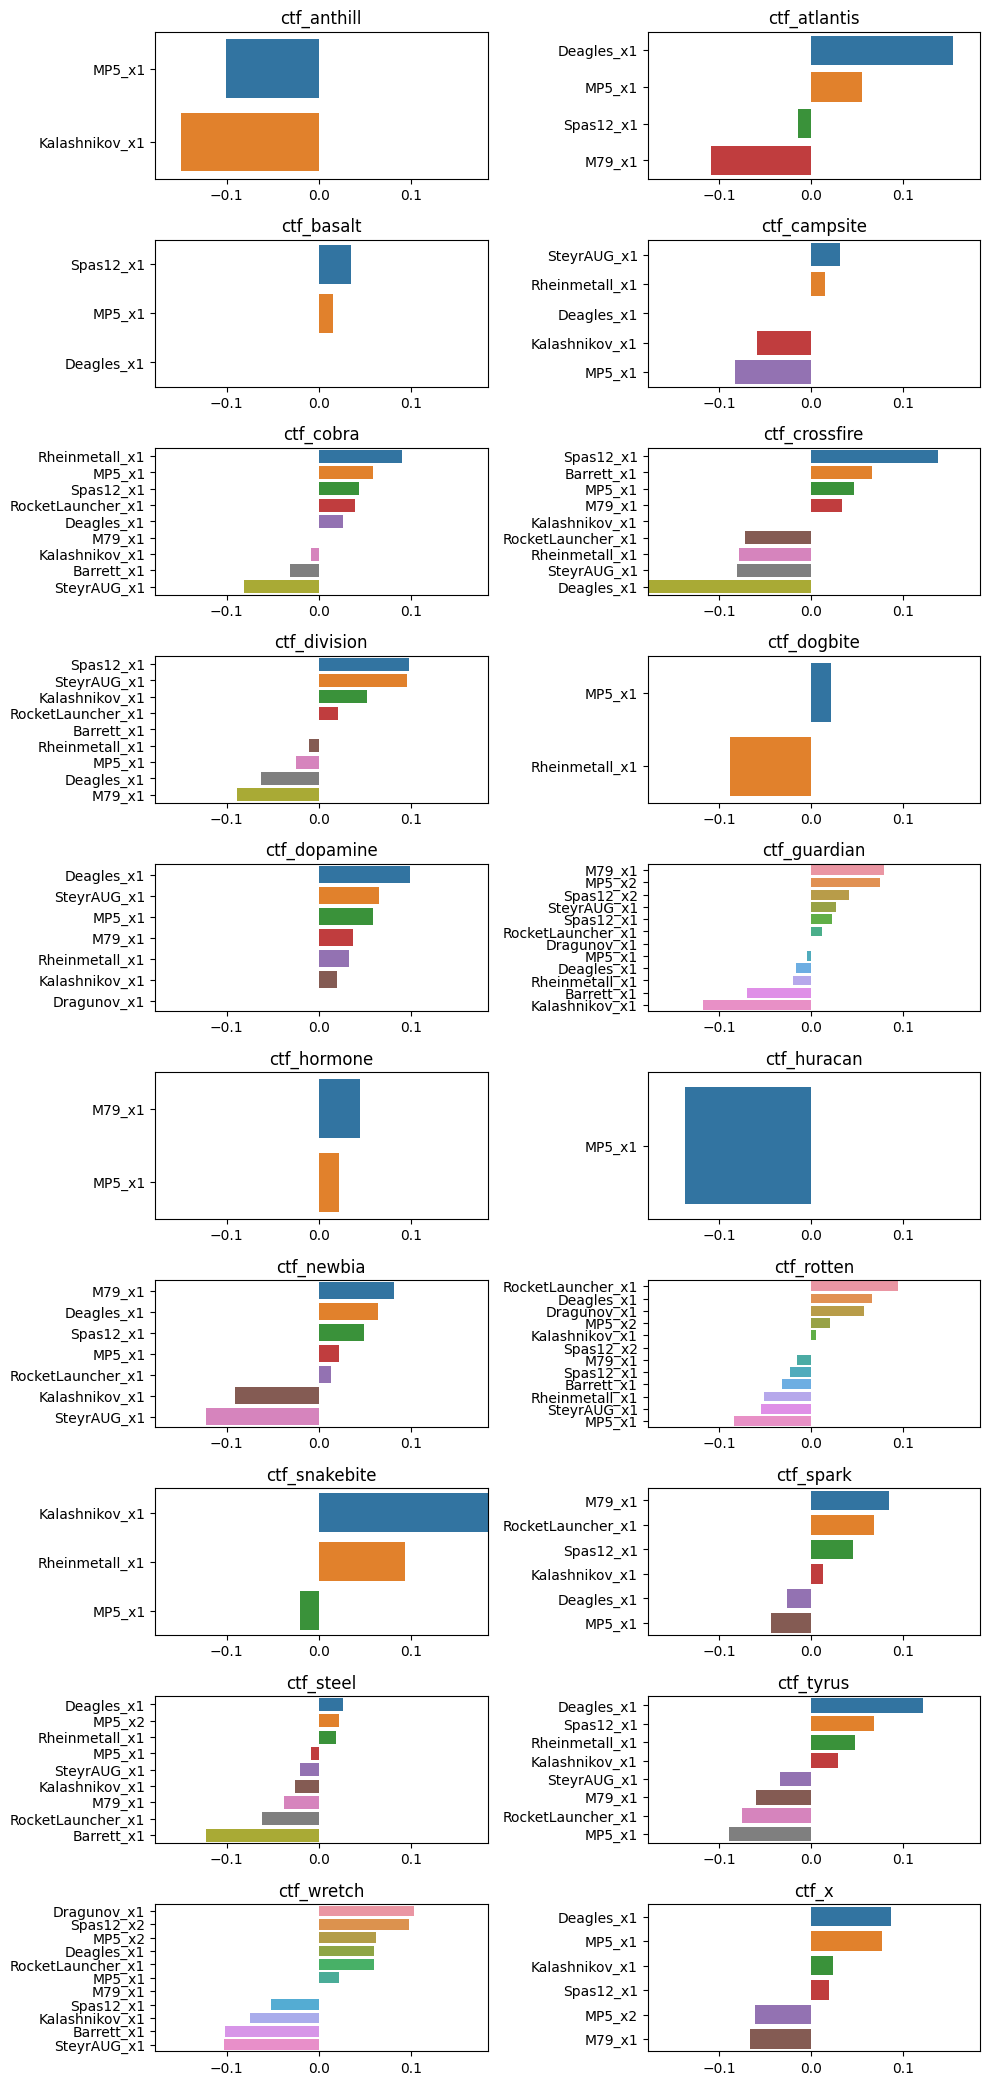 ctf_anthill
MP5_x1
Kalashnikov_x1
−0.1 0.0 0.1
ctf_atlantis
Deagles_x1
MP5_x1
Spas12_x1
M79_x1
−0.1 0.0 0.1
ctf_basalt
Spas12_x1
MP5_x1
Deagles_x1
−0.1 0.0 0.1
ctf_campsite
SteyrAUG_x1
Rheinmetall_x1
Deagles_x1
Kalashnikov_x1
MP5_x1
−0.1 0.0 0.1
ctf_cobra
Rheinmetall_x1
MP5_x1
Spas12_x1
RocketLauncher_x1
Deagles_x1
M79_x1
Kalashnikov_x1
Barrett_x1
SteyrAUG_x1
−0.1 0.0 0.1
ctf_crossfire
Spas12_x1
Barrett_x1
MP5_x1
M79_x1
Kalashnikov_x1
RocketLauncher_x1
Rheinmetall_x1
SteyrAUG_x1
Deagles_x1
−0.1 0.0 0.1
ctf_division
Spas12_x1
SteyrAUG_x1
Kalashnikov_x1
RocketLauncher_x1
Barrett_x1
Rheinmetall_x1
MP5_x1
Deagles_x1
M79_x1
−0.1 0.0 0.1
ctf_dogbite
MP5_x1
Rheinmetall_x1
−0.1 0.0 0.1
ctf_dopamine
Deagles_x1
SteyrAUG_x1
MP5_x1
M79_x1
Rheinmetall_x1
Kalashnikov_x1
Dragunov_x1
−0.1 0.0 0.1
ctf_guardian
M79_x1
MP5_x2
Spas12_x2
SteyrAUG_x1
Spas12_x1
RocketLauncher_x1
Dragunov_x1
MP5_x1
Deagles_x1
Rheinmetall_x1
Barrett_x1
Kalashnikov_x1
−0.1 0.0 0.1
ctf_hormone
M79_x1
MP5_x1
−0.1 0.0 0.1
ctf_huracan
MP5_x1
−0.1 0.0 0.1
ctf_newbia
M79_x1
Deagles_x1
Spas12_x1
MP5_x1
RocketLauncher_x1
Kalashnikov_x1
SteyrAUG_x1
−0.1 0.0 0.1
ctf_rotten
RocketLauncher_x1
Deagles_x1
Dragunov_x1
MP5_x2
Kalashnikov_x1
Spas12_x2
M79_x1
Spas12_x1
Barrett_x1
Rheinmetall_x1
SteyrAUG_x1
MP5_x1
−0.1 0.0 0.1
ctf_snakebite
Kalashnikov_x1
Rheinmetall_x1
MP5_x1
−0.1 0.0 0.1
ctf_spark
M79_x1
RocketLauncher_x1
Spas12_x1
Kalashnikov_x1
Deagles_x1
MP5_x1
−0.1 0.0 0.1
ctf_steel
Deagles_x1
MP5_x2
Rheinmetall_x1
MP5_x1
SteyrAUG_x1
Kalashnikov_x1
M79_x1
RocketLauncher_x1
Barrett_x1
−0.1 0.0 0.1
ctf_tyrus
Deagles_x1
Spas12_x1
Rheinmetall_x1
Kalashnikov_x1
SteyrAUG_x1
M79_x1
RocketLauncher_x1
MP5_x1
−0.1 0.0 0.1
ctf_wretch
Dragunov_x1
Spas12_x2
MP5_x2
Deagles_x1
RocketLauncher_x1
MP5_x1
M79_x1
Spas12_x1
Kalashnikov_x1
Barrett_x1
SteyrAUG_x1
−0.1 0.0 0.1
ctf_x
Deagles_x1
MP5_x1
Kalashnikov_x1
Spas12_x1
MP5_x2
M79_x1
−0.1 0.0 0.1